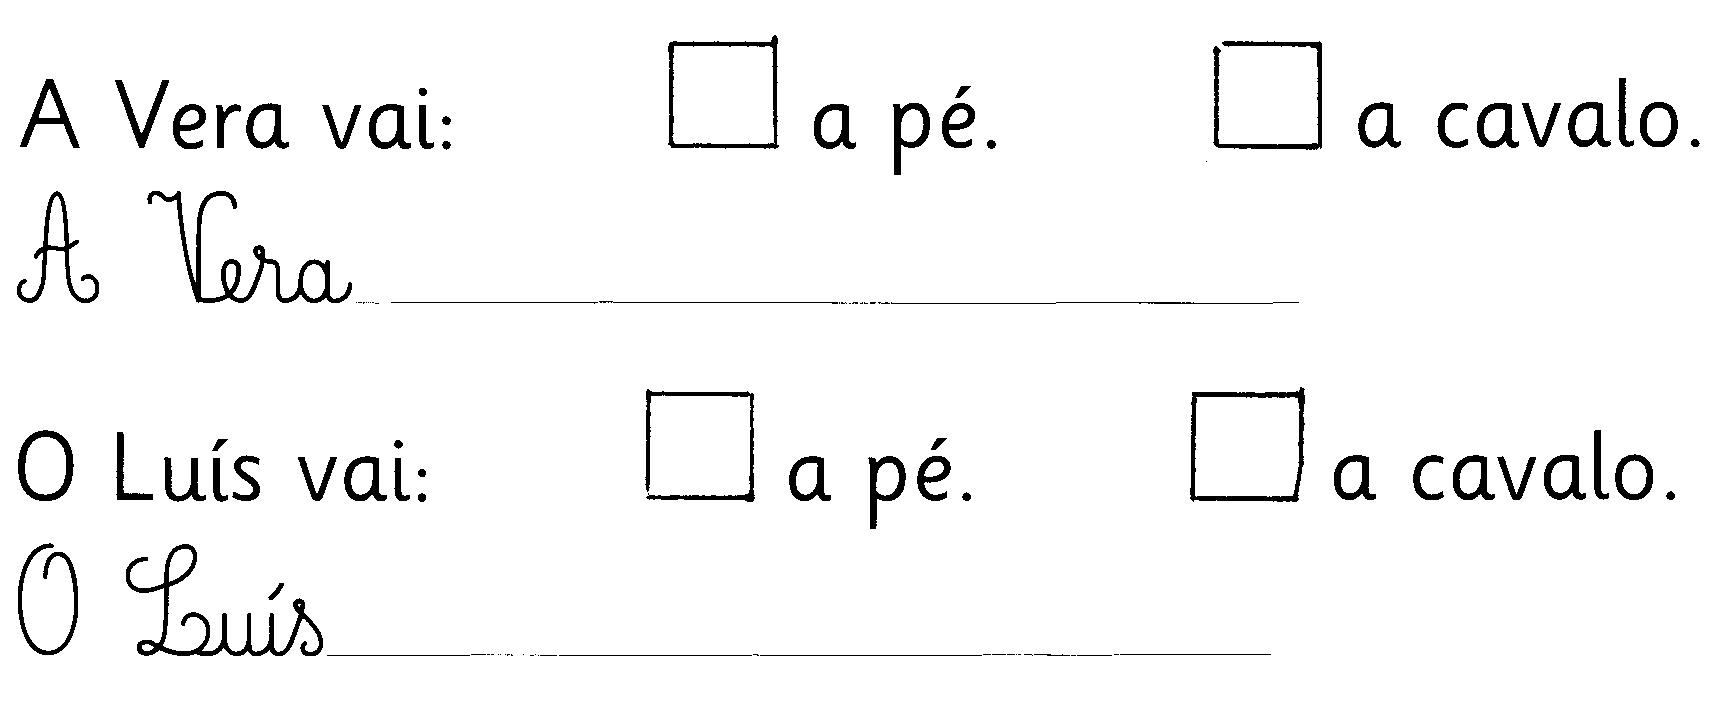 A Vera vai: a pé. a cavalo.
A Vera
O Luís vai: a pé. a cavalo.
O Luís